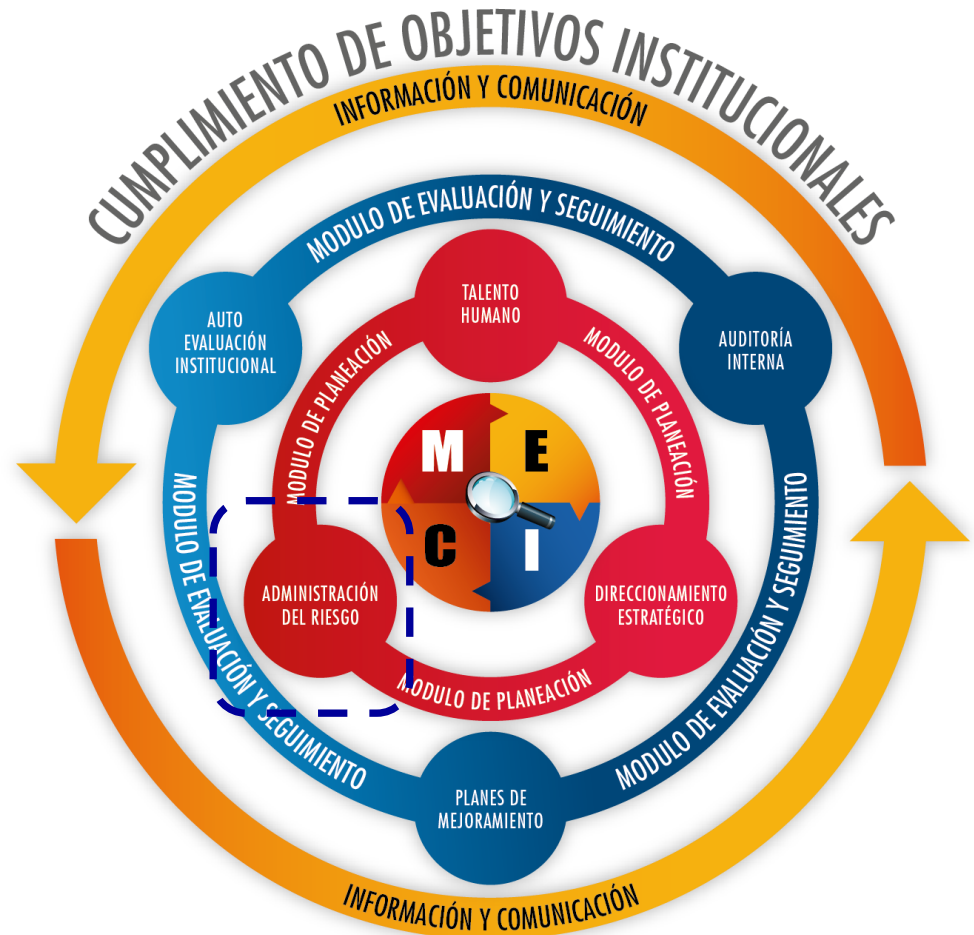 CUMPLIMIENTO DE OBJETIVOS INSTITUCIONALES
INFORMACIÓN Y COMUNICACIÓN
MODULO DE EVALUACIÓN Y SEGUIMIENTO
TALENTO
HUMANO
AUTO
EVALUACIÓN
INSTITUCIONAL
AUDITORÍA
INTERNA
MODULO DE PLANEACIÓN
MODULO DE PLANEACIÓN
M E
C I
MODULO DE EVALUACIÓN Y SEGUIMIENTO
MODULO DE EVALUACIÓN Y SEGUIMIENTO
ADMINISTRACIÓN
DEL RIESGO
DIRECCIONAMIENTO
ESTRATÉGICO
MODULO DE PLANEACIÓN
PLANES DE
MEJORAMIENTO
INFORMACIÓN Y COMUNICACIÓN